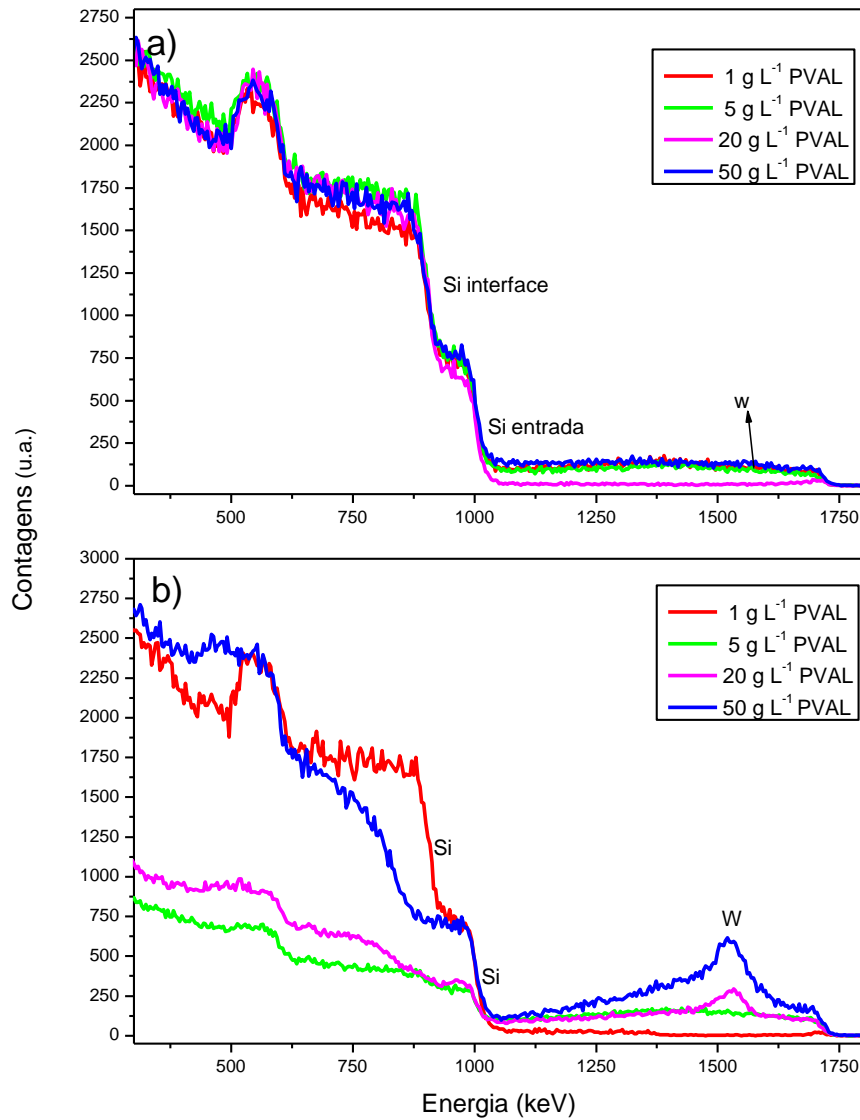 a)
2750
2500
2250
2000
1750
1500
1250
1000
750
500
250
0
1 g L⁻¹ PVAL
5 g L⁻¹ PVAL
20 g L⁻¹ PVAL
50 g L⁻¹ PVAL
Si interface
Si entrada
w
500 750 1000 1250 1500 1750
Contagens (u.a.)
b)
3000
2750
2500
2250
2000
1750
1500
1250
1000
750
500
250
0
1 g L⁻¹ PVAL
5 g L⁻¹ PVAL
20 g L⁻¹ PVAL
50 g L⁻¹ PVAL
Si
W
Si
500 750 1000 1250 1500 1750
Energia (keV)